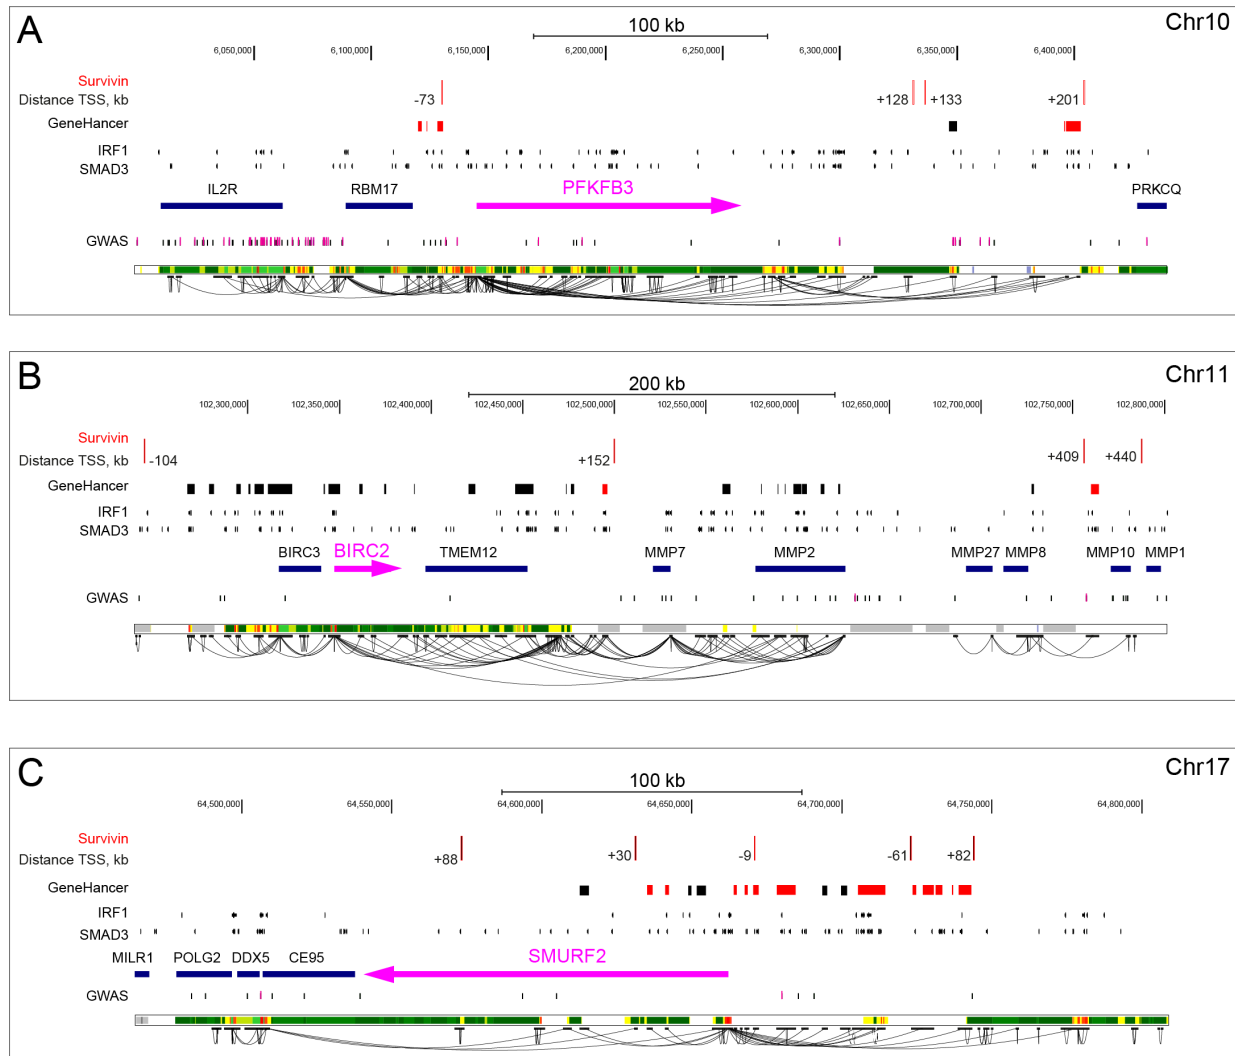 A
100 kb
Chr10
6,050,000
6,100,000
6,150,000
6,200,000
6,250,000
6,300,000
6,350,000
6,400,000
Survivin
Distance TSS, kb
-73
+128
+133
+201
GeneHancer
IRF1
SMAD3
IL2R
RBM17
PFKFB3
PRKCQ
GWAS
B
200 kb
Chr11
102,300,000
102,350,000
102,400,000
102,450,000
102,500,000
102,550,000
102,600,000
102,650,000
102,700,000
102,750,000
102,800,000
Survivin
Distance TSS, kb
-104
+152
+409
+440
GeneHancer
IRF1
SMAD3
BIRC3
BIRC2
TMEM12
MMP7
MMP2
MMP27
MMP8
MMP10
MMP1
GWAS
C
100 kb
Chr17
64,500,000
64,550,000
64,600,000
64,650,000
64,700,000
64,750,000
64,800,000
Survivin
Distance TSS, kb
+88
+30
-9
-61
+82
GeneHancer
IRF1
SMAD3
MILR1
POLG2
DDX5
CE95
SMURF2
GWAS